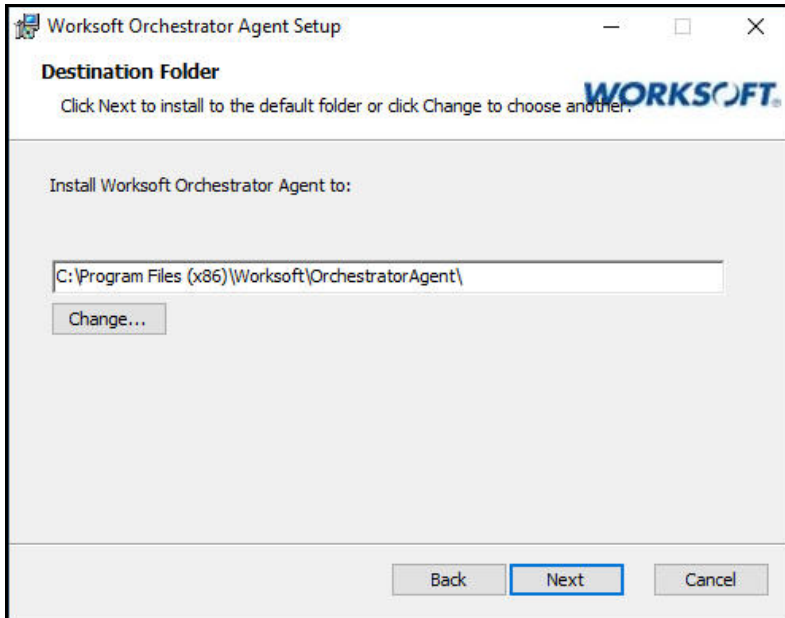 Worksoft Orchestrator Agent Setup
Destination Folder
Click Next to install to the default folder or click Change to choose another.
WORKSOFT®
Install Worksoft Orchestrator Agent to:
C:\Program Files (x86)\Worksoft\OrchestratorAgent\
Change...
Back Next Cancel